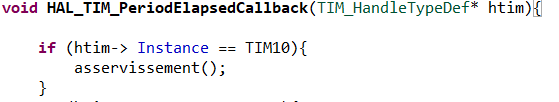 void HAL_TIM_PeriodElapsedCallback(TIM_HandleTypeDef* htim){
if (htim-> Instance == TIM10){
asservissement();
}